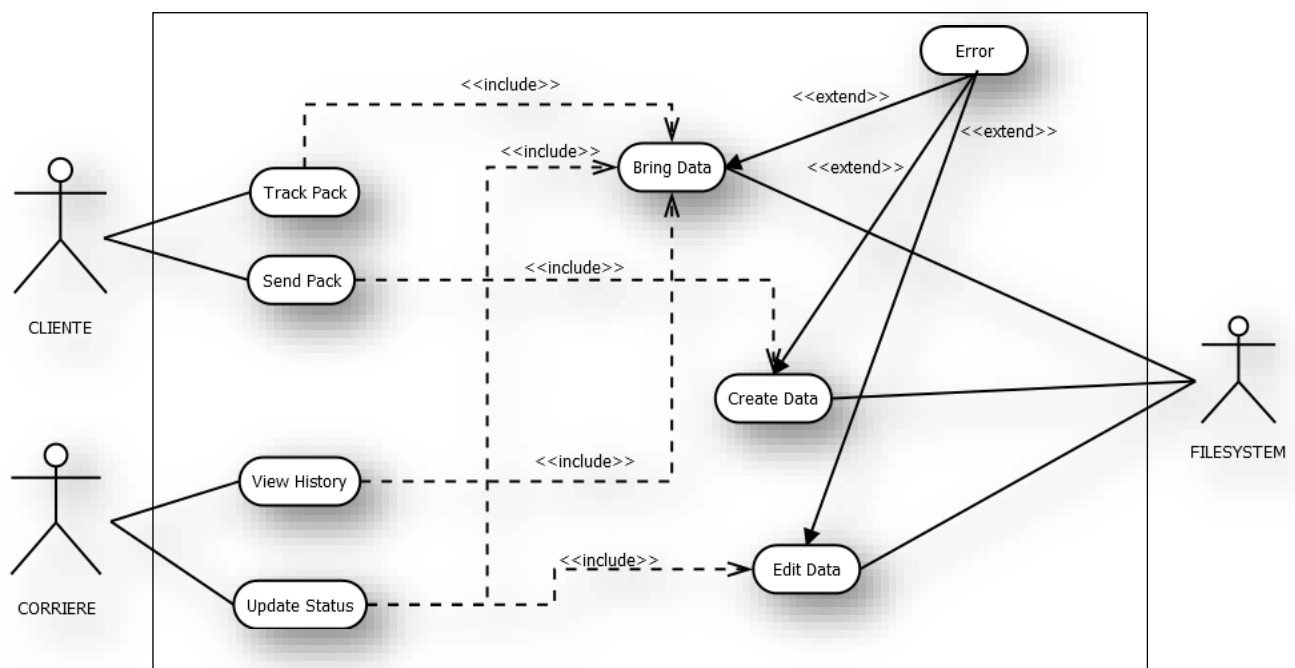 Error
<<include>>
<<extend>>
<<extend>>
<<include>>
Bring Data
<<extend>>
Track Pack
<<include>>
Send Pack
CLIENTE
Create Data
FILESYSTEM
<<include>>
View History
<<include>>
Edit Data
Update Status
CORRIERE